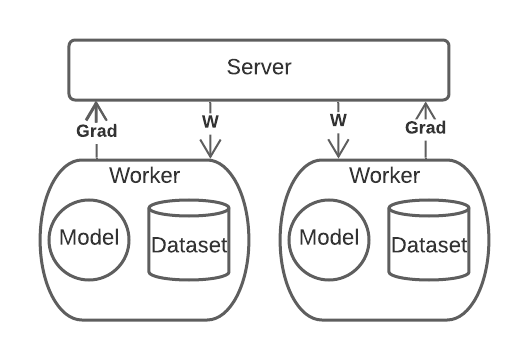 Server
Grad
W
W
Grad
Worker
Worker
Model
Dataset
Model
Dataset